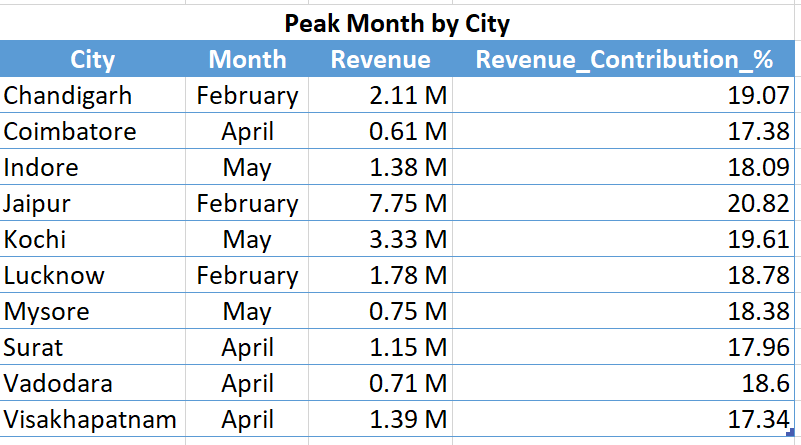 Peak Month by City
City Month Revenue Revenue_Contribution_%
Chandigarh February 2.11 M 19.07
Coimbatore April 0.61 M 17.38
Indore May 1.38 M 18.09
Jaipur February 7.75 M 20.82
Kochi May 3.33 M 19.61
Lucknow February 1.78 M 18.78
Mysore May 0.75 M 18.38
Surat April 1.15 M 17.96
Vadodara April 0.71 M 18.6
Visakhapatnam April 1.39 M 17.34